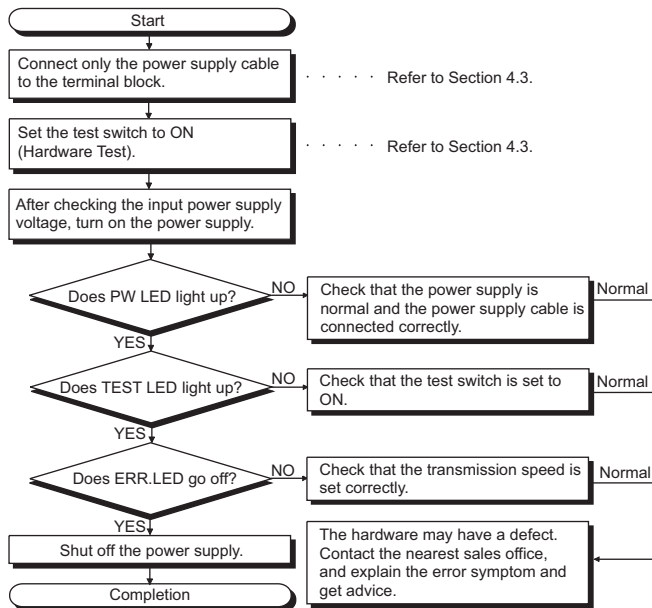 Start
Connect only the power supply cable
to the terminal block.
· · · · · Refer to Section 4.3.
Set the test switch to ON
(Hardware Test).
· · · · · Refer to Section 4.3.
After checking the input power supply
voltage, turn on the power supply.
Does PW LED light up?
NO
Check that the power supply is
normal and the power supply cable is
connected correctly.
Normal
YES
Does TEST LED light up?
NO
Check that the test switch is set to
ON.
Normal
YES
Does ERR.LED go off?
NO
Check that the transmission speed is
set correctly.
Normal
YES
Shut off the power supply.
The hardware may have a defect.
Contact the nearest sales office,
and explain the error symptom and
get advice.
Completion